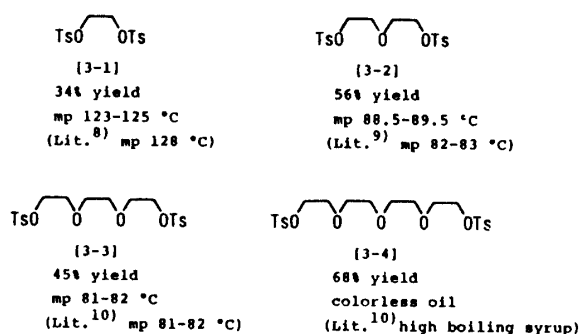 TsO OTs
[3-1]
34% yield
mp 123-125 °C
(Lit.8) mp 128 °C)
TsO O OTs
[3-2]
56% yield
mp 88.5-89.5 °C
(Lit.9) mp 82-83 °C)
TsO O O OTs
[3-3]
45% yield
mp 81-82 °C
(Lit.10) mp 81-82 °C)
TsO O O O OTs
[3-4]
68% yield
colorless oil
(Lit.10) high boiling syrup)